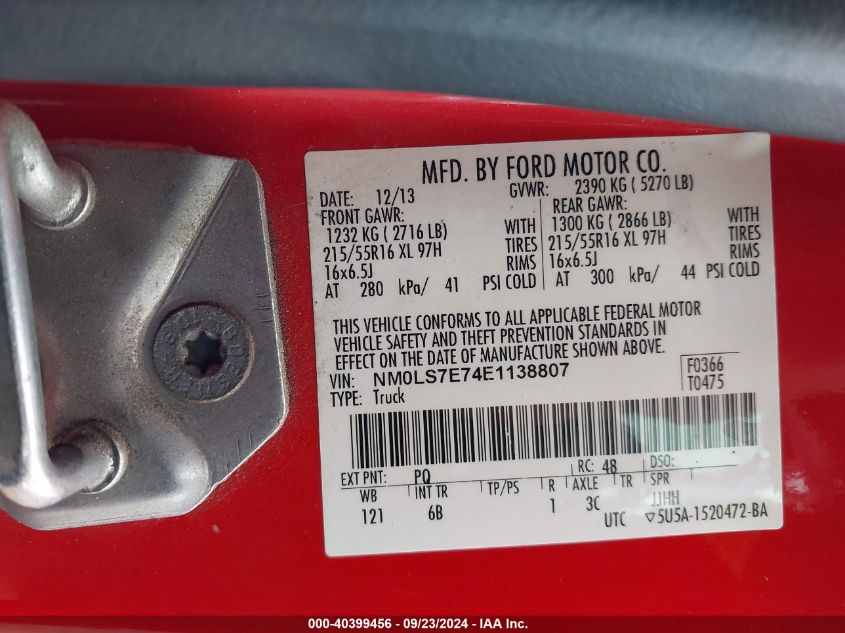 MFD. BY FORD MOTOR CO.
DATE: 12/13 GVWR: 2390 KG ( 5270 LB)
FRONT GAWR: REAR GAWR:
1232 KG ( 2716 LB) WITH 1300 KG ( 2866 LB) WITH
215/55R16 XL 97H TIRES 215/55R16 XL 97H TIRES
16x6.5J RIMS 16x6.5J RIMS
AT 280 kPa/ 41 PSI COLD AT 300 kPa/ 44 PSI COLD
THIS VEHICLE CONFORMS TO ALL APPLICABLE FEDERAL MOTOR
VEHICLE SAFETY AND THEFT PREVENTION STANDARDS IN
EFFECT ON THE DATE OF MANUFACTURE SHOWN ABOVE.
VIN: NM0LS7E74E1138807 F0366
TYPE: Truck T0475
EXT PNT: PQ RC: 48 DSO:
WB INT TR TP/PS R AXLE TR SPR
121 6B 1 3C JJHH
UTC ▽5U5A-1520472-BA
000-40399456 - 09/23/2024 - IAA Inc.